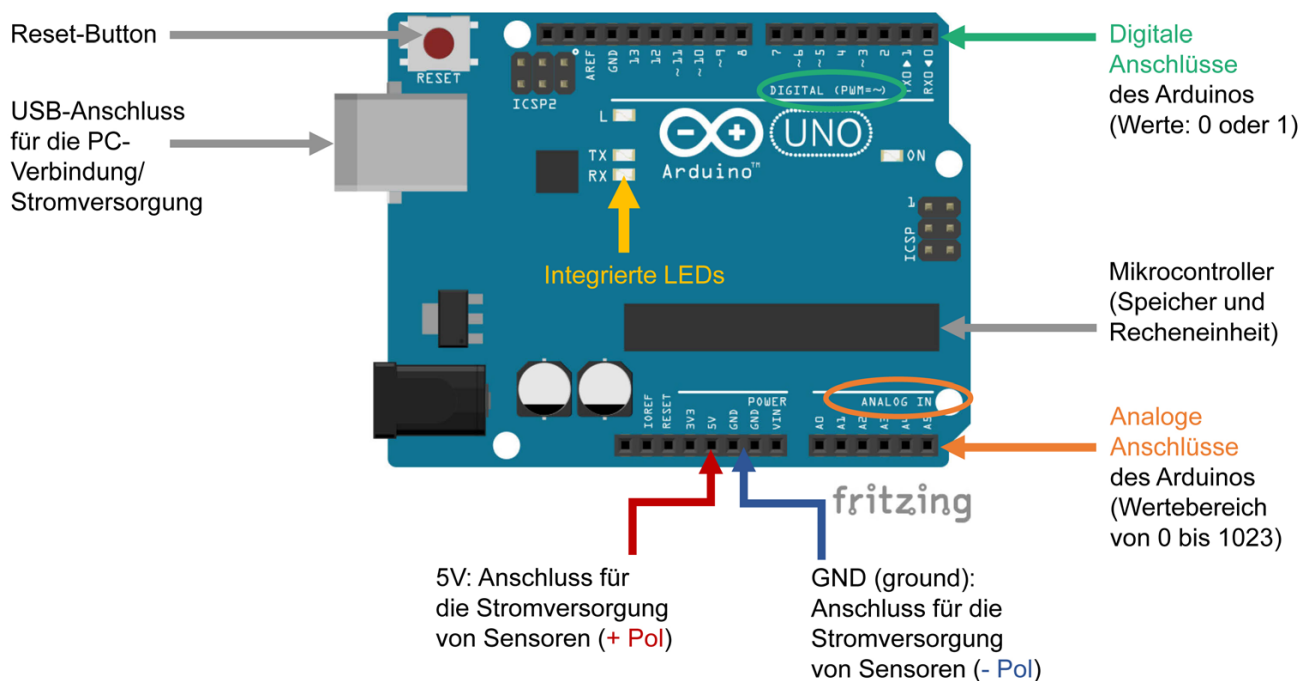 Reset-Button
USB-Anschluss
für die PC-
Verbindung/
Stromversorgung
RESET
ICSP2
AREF
GND
13
12
~11
~10
~9
8
7
~6
~5
4
~3
2
TX0 ▶ 1
RX0 ◀ 0
DIGITAL (PWM=~)
L
TX
RX
Arduino™
UNO
ON
1
ICSP
Integrierte LEDs
Digitale
Anschlüsse
des Arduinos
(Werte: 0 oder 1)
Mikrocontroller
(Speicher und
Recheneinheit)
POWER
ANALOG IN
IOREF
RESET
3V3
5V
GND
GND
VIN
A0
A1
A2
A3
A4
A5
Analoge
Anschlüsse
des Arduinos
(Wertebereich
von 0 bis 1023)
fritzing
5V: Anschluss für
die Stromversorgung
von Sensoren (+ Pol)
GND (ground):
Anschluss für die
Stromversorgung
von Sensoren (- Pol)